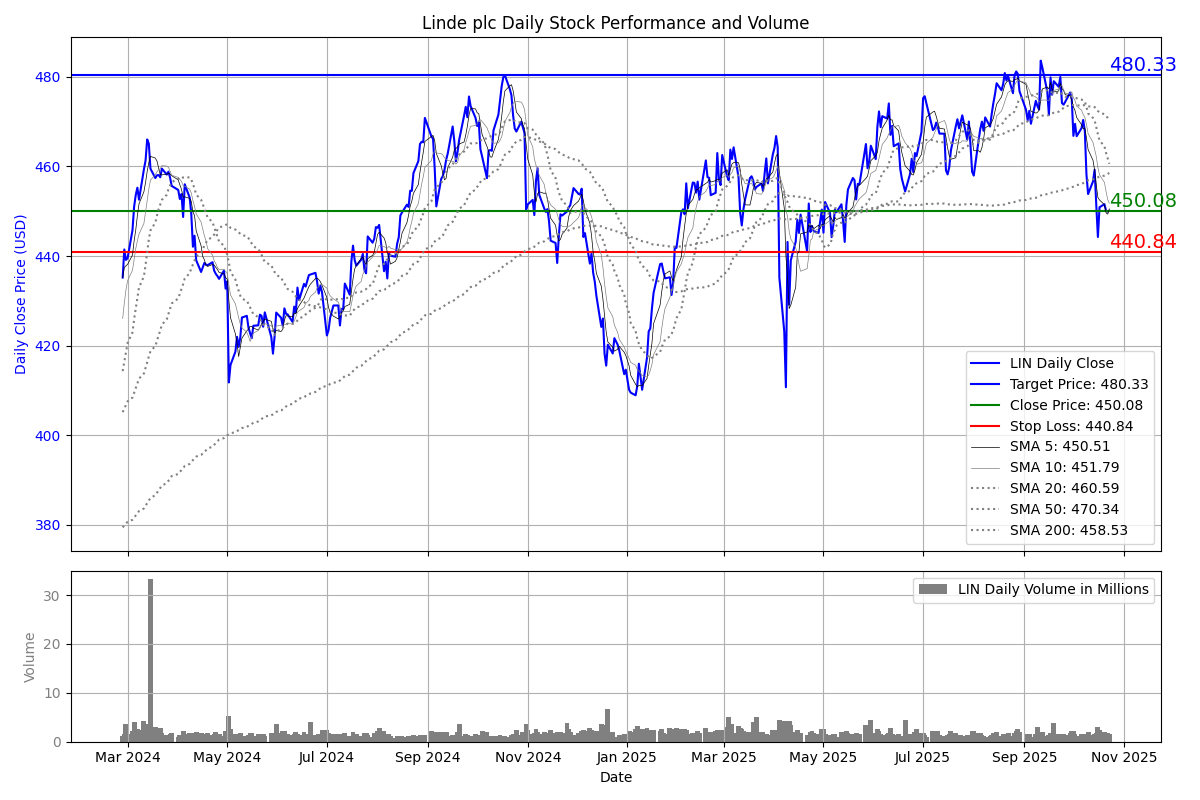 Linde plc Daily Stock Performance and Volume
Daily Close Price (USD)
480
460
440
420
400
380
480.33
450.08
440.84
LIN Daily Close
Target Price: 480.33
Close Price: 450.08
Stop Loss: 440.84
SMA 5: 450.51
SMA 10: 451.79
SMA 20: 460.59
SMA 50: 470.34
SMA 200: 458.53
Volume
30
20
10
0
LIN Daily Volume in Millions
Mar 2024 May 2024 Jul 2024 Sep 2024 Nov 2024 Jan 2025 Mar 2025 May 2025 Jul 2025 Sep 2025 Nov 2025
Date